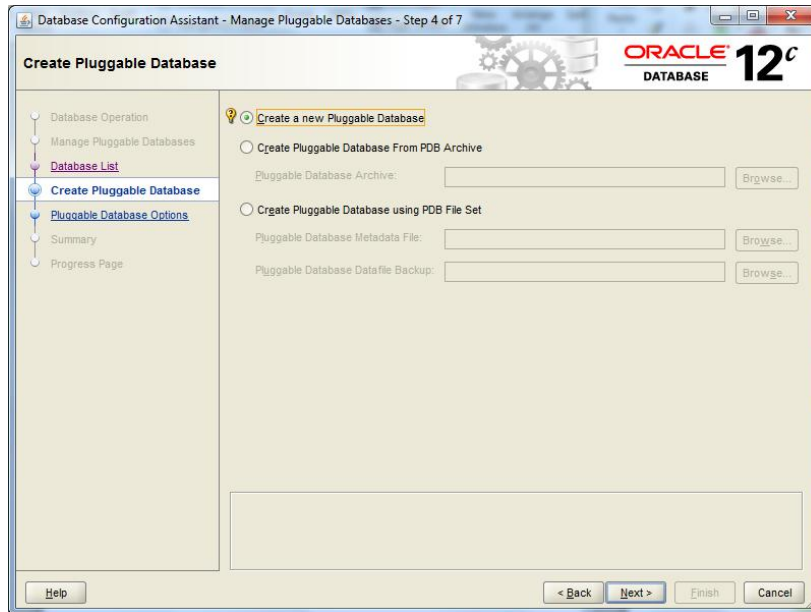 Database Configuration Assistant - Manage Pluggable Databases - Step 4 of 7
Create Pluggable Database
ORACLE
DATABASE
12c
Database Operation
Manage Pluggable Databases
Database List
Create Pluggable Database
Pluggable Database Options
Summary
Progress Page
Create a new Pluggable Database
Create Pluggable Database From PDB Archive
Pluggable Database Archive:
Browse...
Create Pluggable Database using PDB File Set
Pluggable Database Metadata File:
Browse...
Pluggable Database Datafile Backup:
Browse...
Help
< Back
Next >
Finish
Cancel